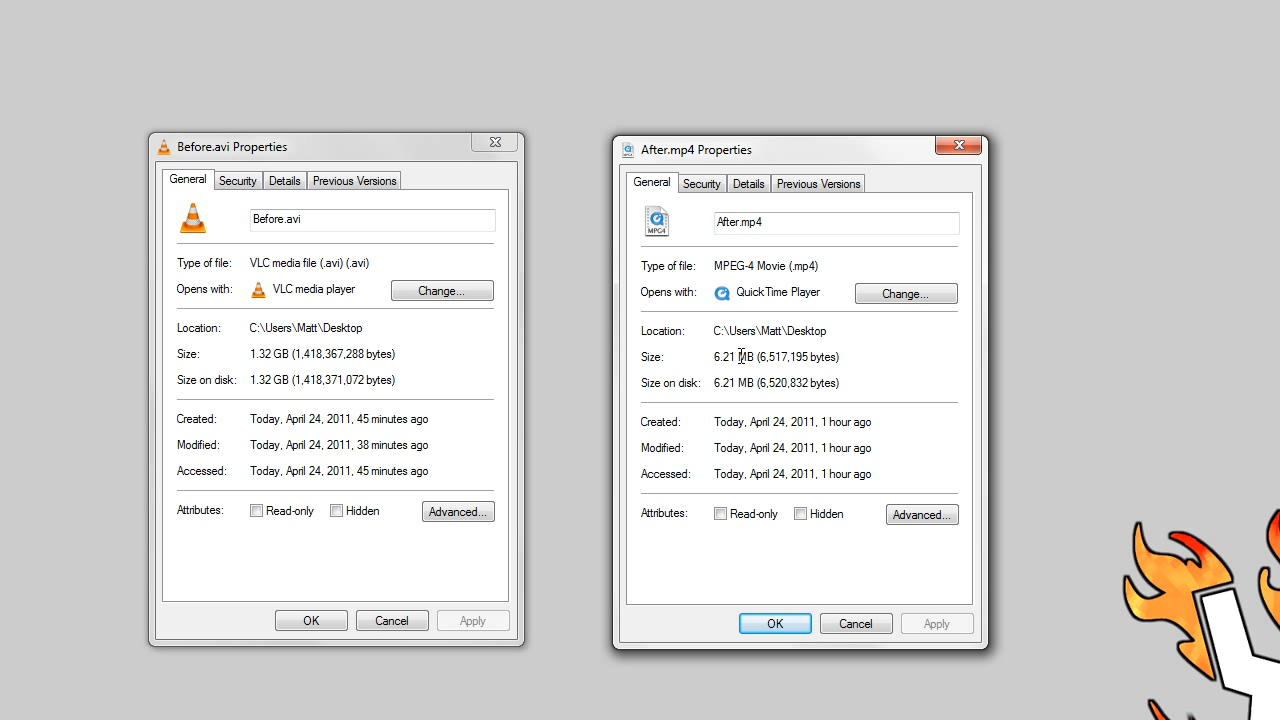 Before.avi Properties
General Security Details Previous Versions
Before.avi
Type of file: VLC media file (.avi) (.avi)
Opens with: VLC media player Change...
Location: C:\Users\Matt\Desktop
Size: 1.32 GB (1,418,367,288 bytes)
Size on disk: 1.32 GB (1,418,371,072 bytes)
Created: Today, April 24, 2011, 45 minutes ago
Modified: Today, April 24, 2011, 38 minutes ago
Accessed: Today, April 24, 2011, 45 minutes ago
Attributes: Read-only Hidden Advanced...
OK Cancel Apply
After.mp4 Properties
General Security Details Previous Versions
MPG4
After.mp4
Type of file: MPEG-4 Movie (.mp4)
Opens with: QuickTime Player Change...
Location: C:\Users\Matt\Desktop
Size: 6.21 MB (6,517,195 bytes)
Size on disk: 6.21 MB (6,520,832 bytes)
Created: Today, April 24, 2011, 1 hour ago
Modified: Today, April 24, 2011, 1 hour ago
Accessed: Today, April 24, 2011, 1 hour ago
Attributes: Read-only Hidden Advanced...
OK Cancel Apply